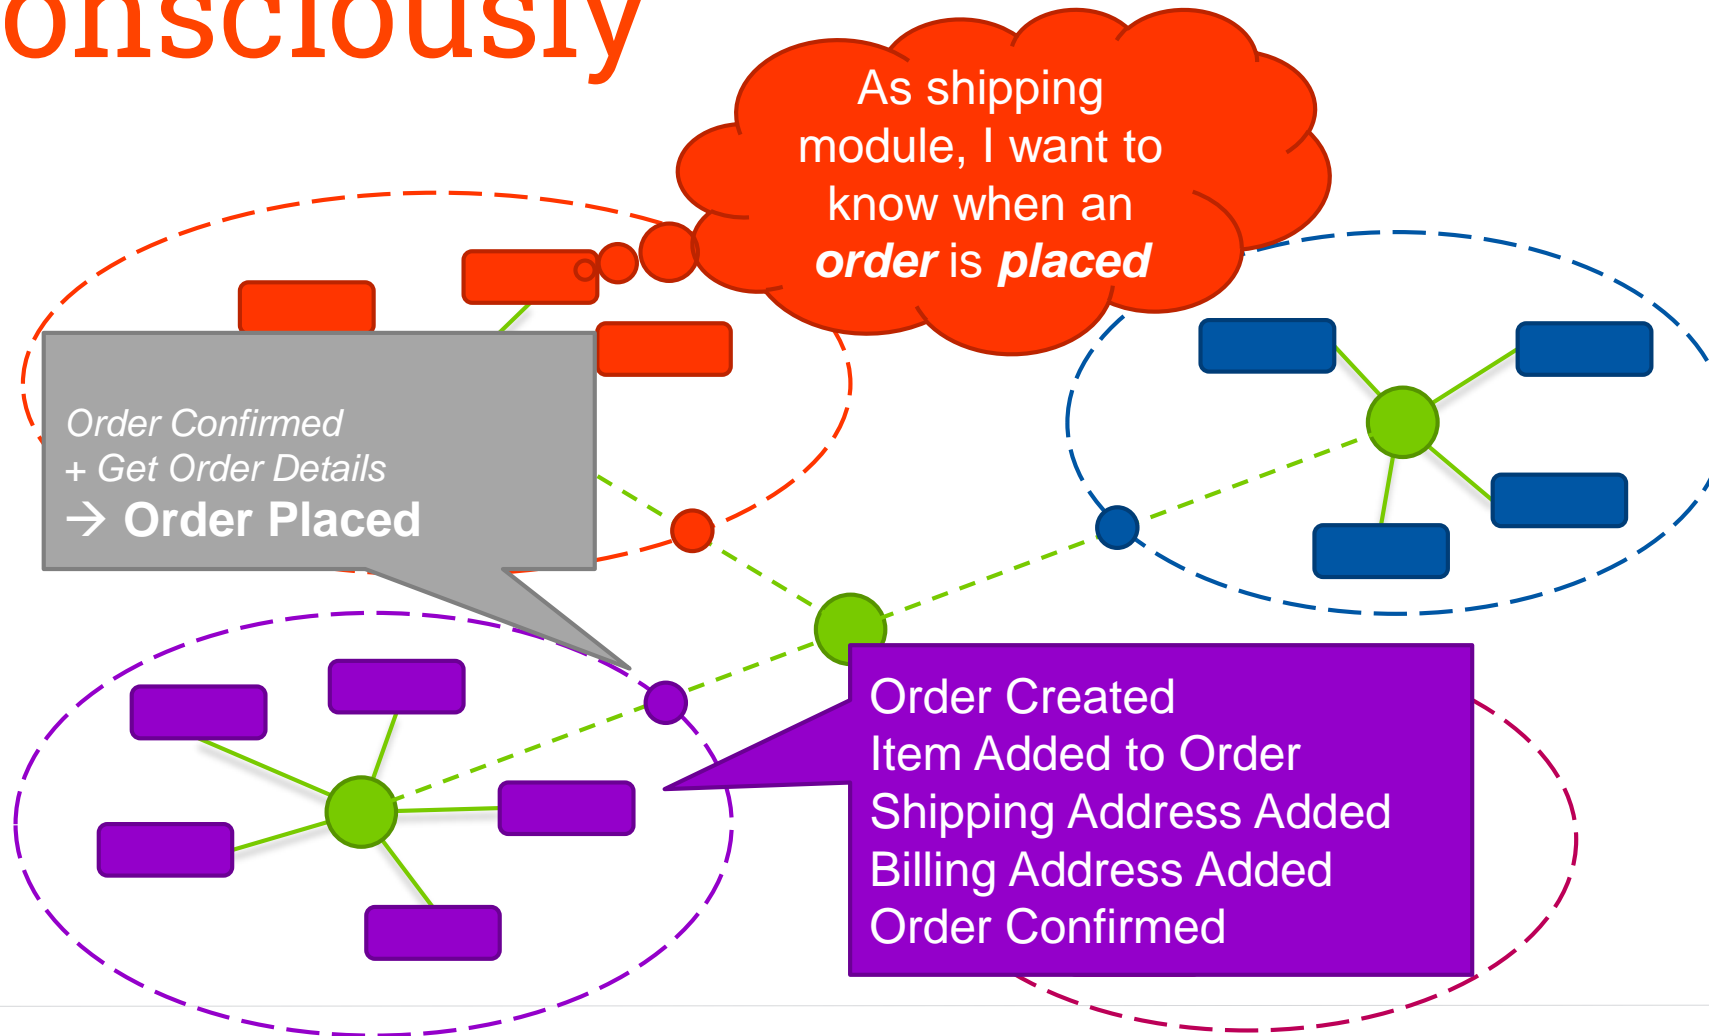 onsciously
As shipping
module, I want to
know when an
order is placed
Order Confirmed
+ Get Order Details
→ Order Placed
Order Created
Item Added to Order
Shipping Address Added
Billing Address Added
Order Confirmed